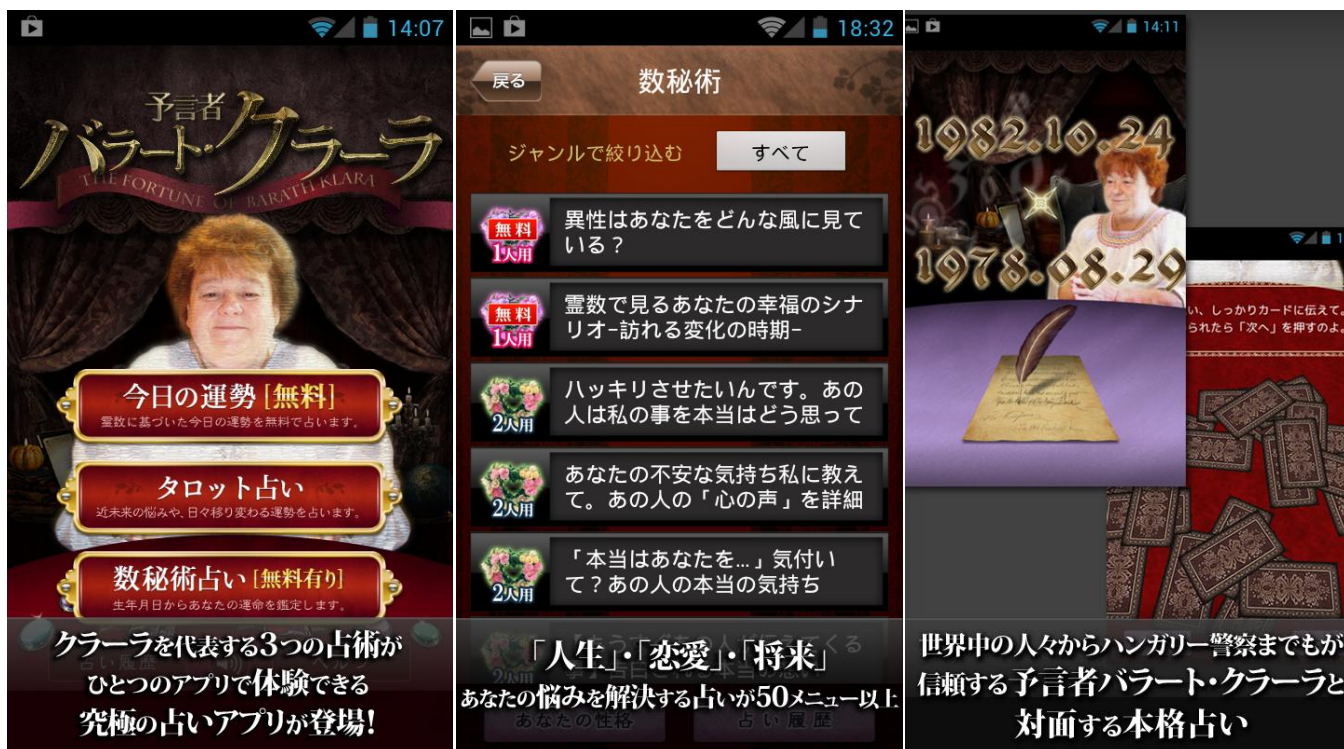 14:07
予言者
バラート・クラーラ
THE FORTUNE OF BARATH KLARA
今日の運勢 [無料]
霊数に基づいた今日の運勢を無料で占います。
タロット占い
近未来の悩みや、日々移り変わる運勢を占います。
数秘術占い [無料有り]
生年月日からあなたの運命を鑑定します。
占い履歴
ヘルプ
クラーラを代表する3つの占術が
ひとつのアプリで体験できる
究極の占いアプリが登場!
18:32
戻る
数秘術
ジャンルで絞り込む
すべて
無料
1人用
異性はあなたをどんな風に見て
いる？
無料
1人用
霊数で見るあなたの幸福のシナ
リオ-訪れる変化の時期-
2人用
ハッキリさせたいんです。あの
人は私の事を本当はどう思って
2人用
あなたの不安な気持ち私に教え
て。あの人の「心の声」を詳細
2人用
「本当はあなたを…」気付い
て？あの人の本当の気持ち
「人生」・「恋愛」・「将来」
あなたの悩みを解決する占いが50メニュー以上
あなたの性格
占い履歴
14:11
1982.10.24
1978.08.29
い、しっかりカードに伝えて。
られたら「次へ」を押すのよ。
世界中の人々からハンガリー警察までもが
信頼する予言者バラート・クラーラと
対面する本格占い